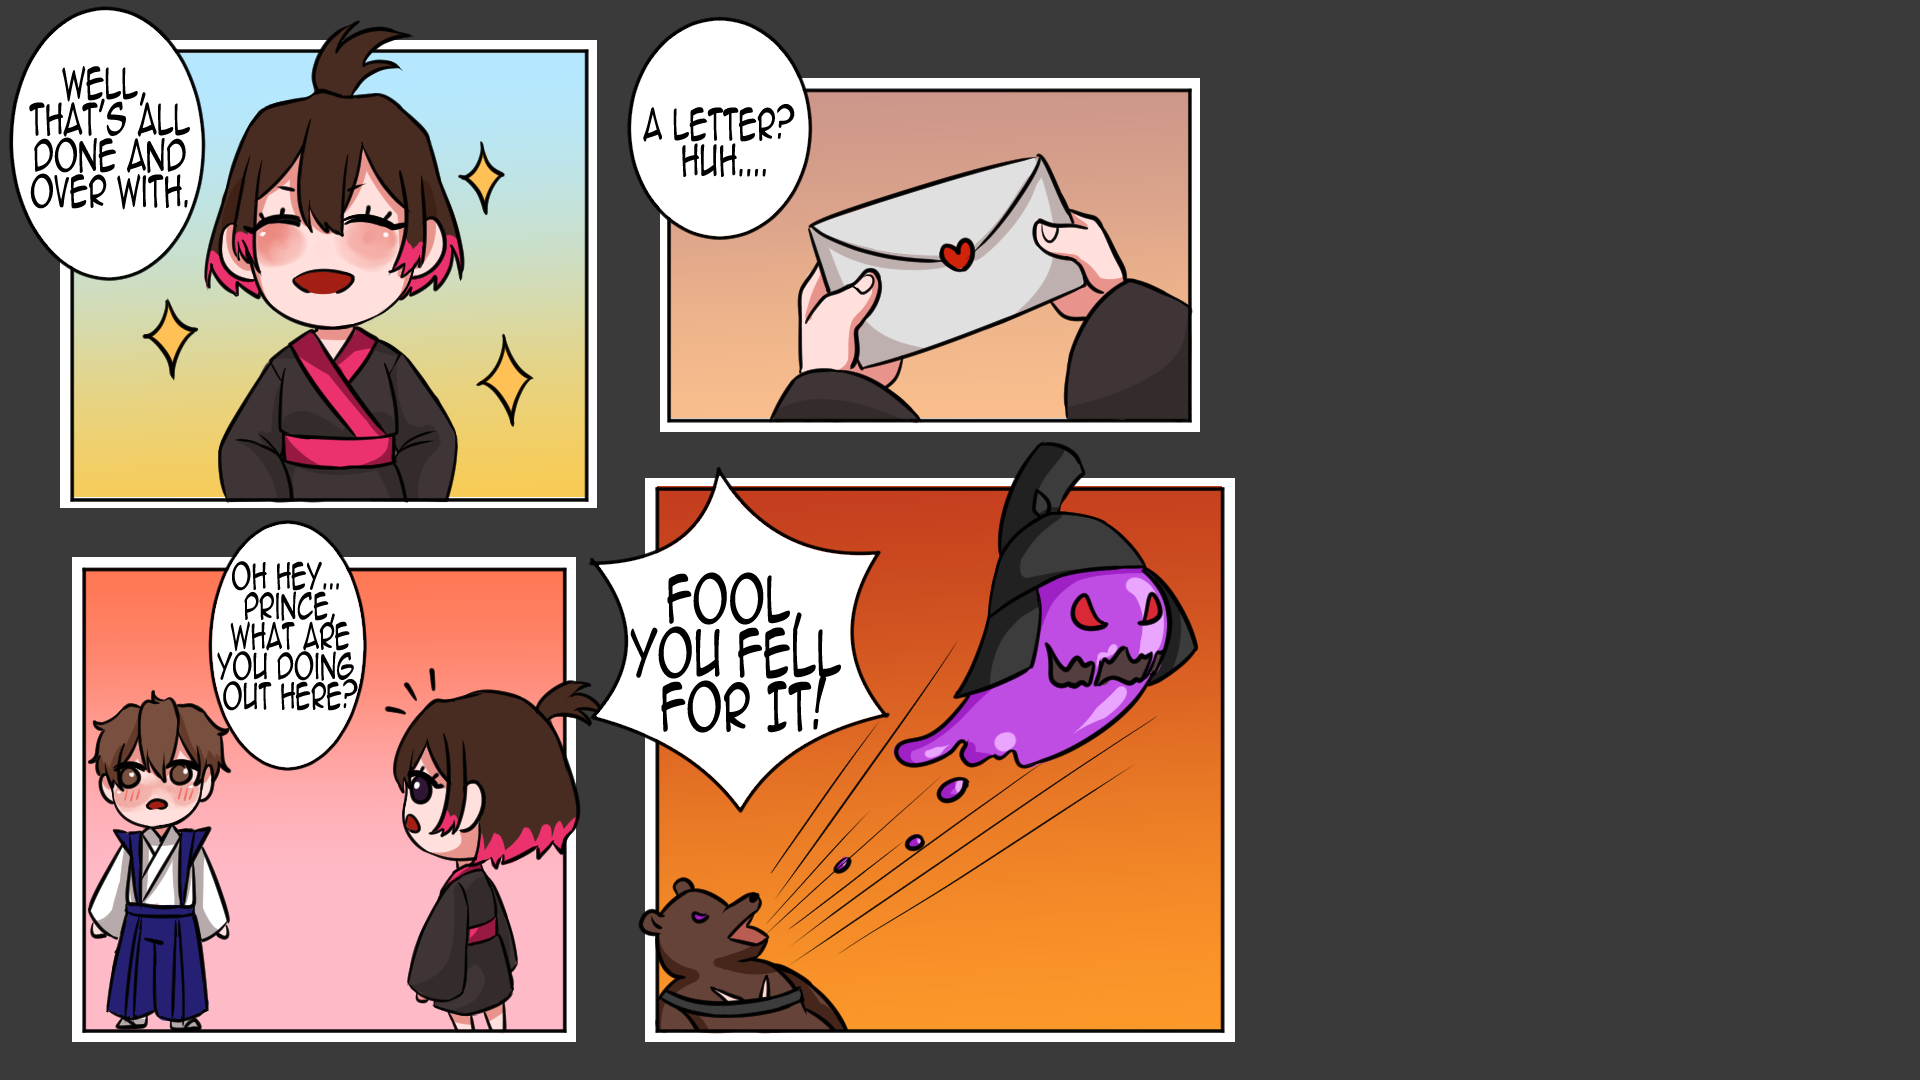 WELL,
THAT'S ALL
DONE AND
OVER WITH.
A LETTER?
HUH....
OH HEY...
PRINCE,
WHAT ARE
YOU DOING
OUT HERE?
FOOL,
YOU FELL
FOR IT!